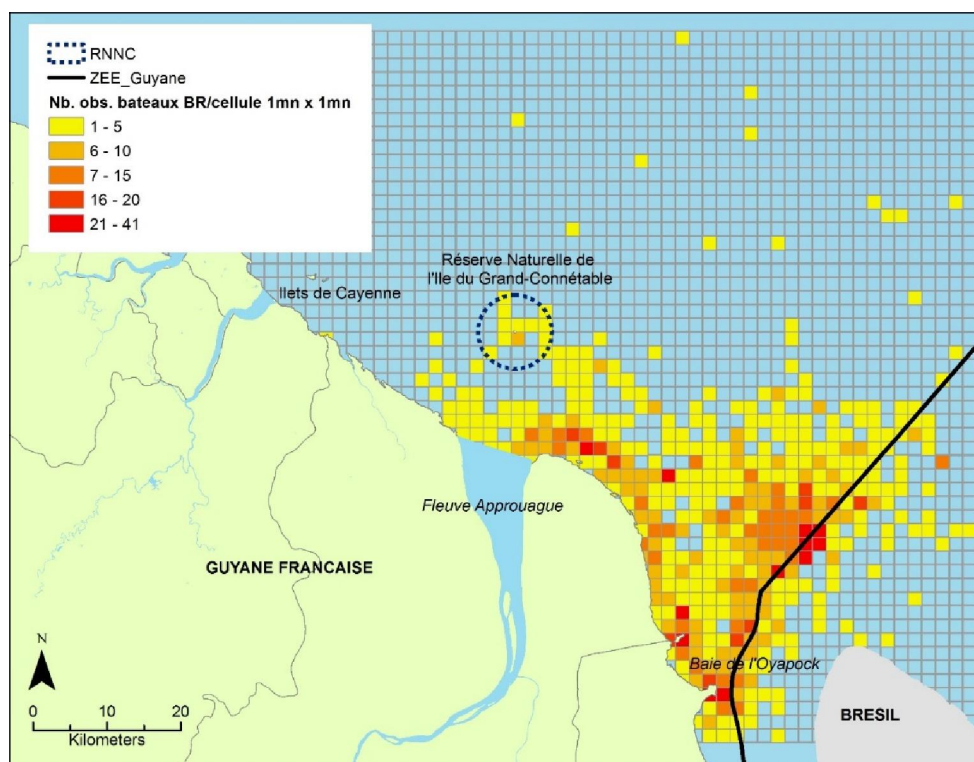 RNNC
ZEE_Guyane
Nb. obs. bateaux BR/cellule 1mn x 1mn
1 - 5
6 - 10
7 - 15
16 - 20
21 - 41
Réserve Naturelle de
l'Ile du Grand-Connétable
Ilets de Cayenne
Fleuve Approuague
GUYANE FRANCAISE
Baie de l'Oyapock
BRESIL
N
0 10 20
Kilometers